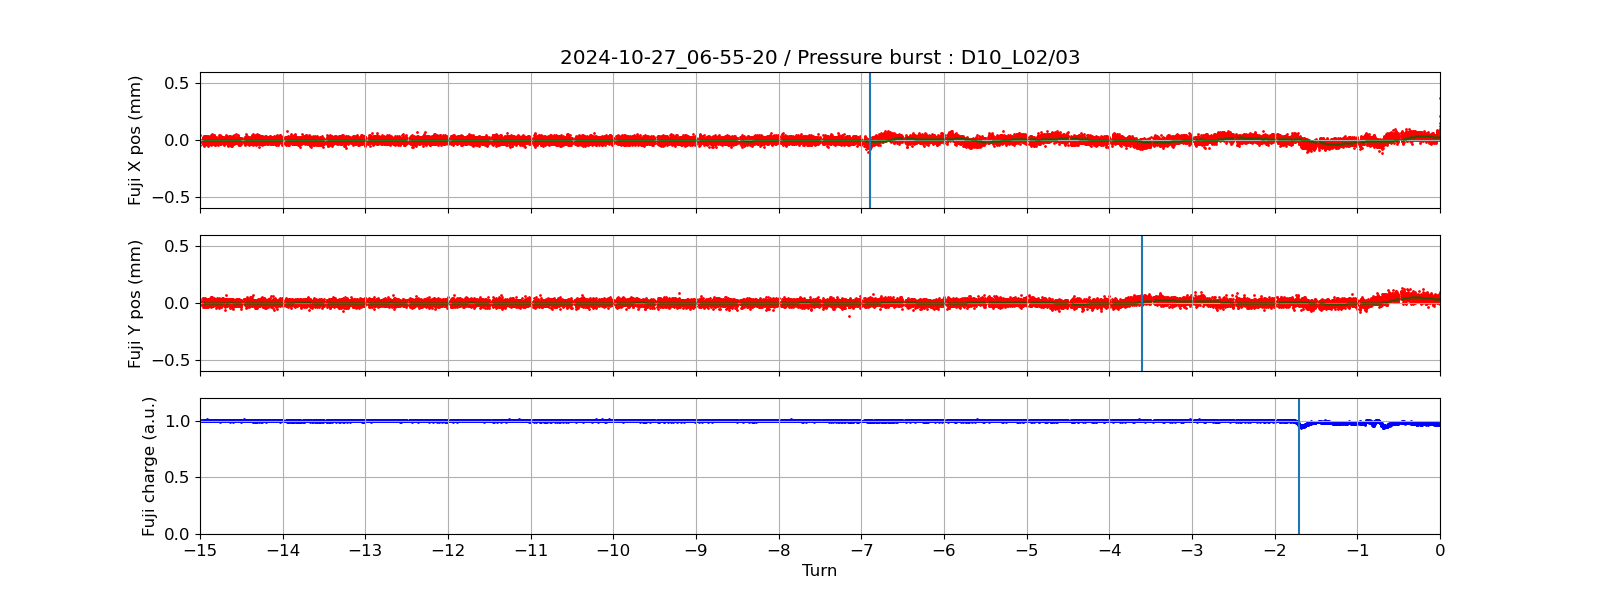 2024-10-27_06-55-20 / Pressure burst : D10_L02/03
Fuji X pos (mm)
0.5
0.0
−0.5
Fuji Y pos (mm)
0.5
0.0
−0.5
Fuji charge (a.u.)
1.0
0.5
0.0
−15 −14 −13 −12 −11 −10 −9 −8 −7 −6 −5 −4 −3 −2 −1 0
Turn